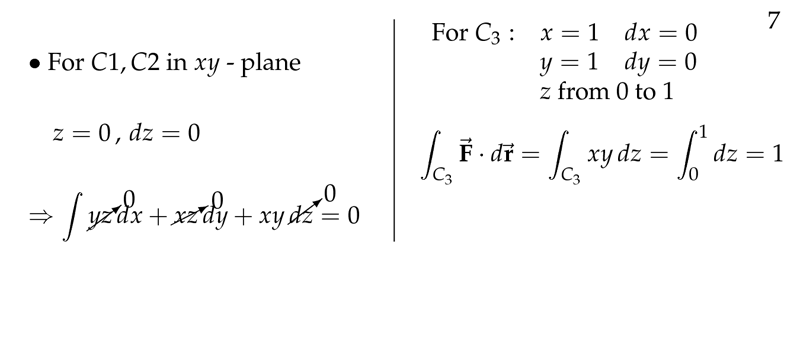 7
• For C1, C2 in xy - plane
z = 0 , dz = 0
⇒ ∫ yz dx + xz dy + xy dz = 0
0 0 0
For C₃ : x = 1 dx = 0
y = 1 dy = 0
z from 0 to 1
∫_C₃ F⃗ · dr⃗ = ∫_C₃ xy dz = ∫₀¹ dz = 1